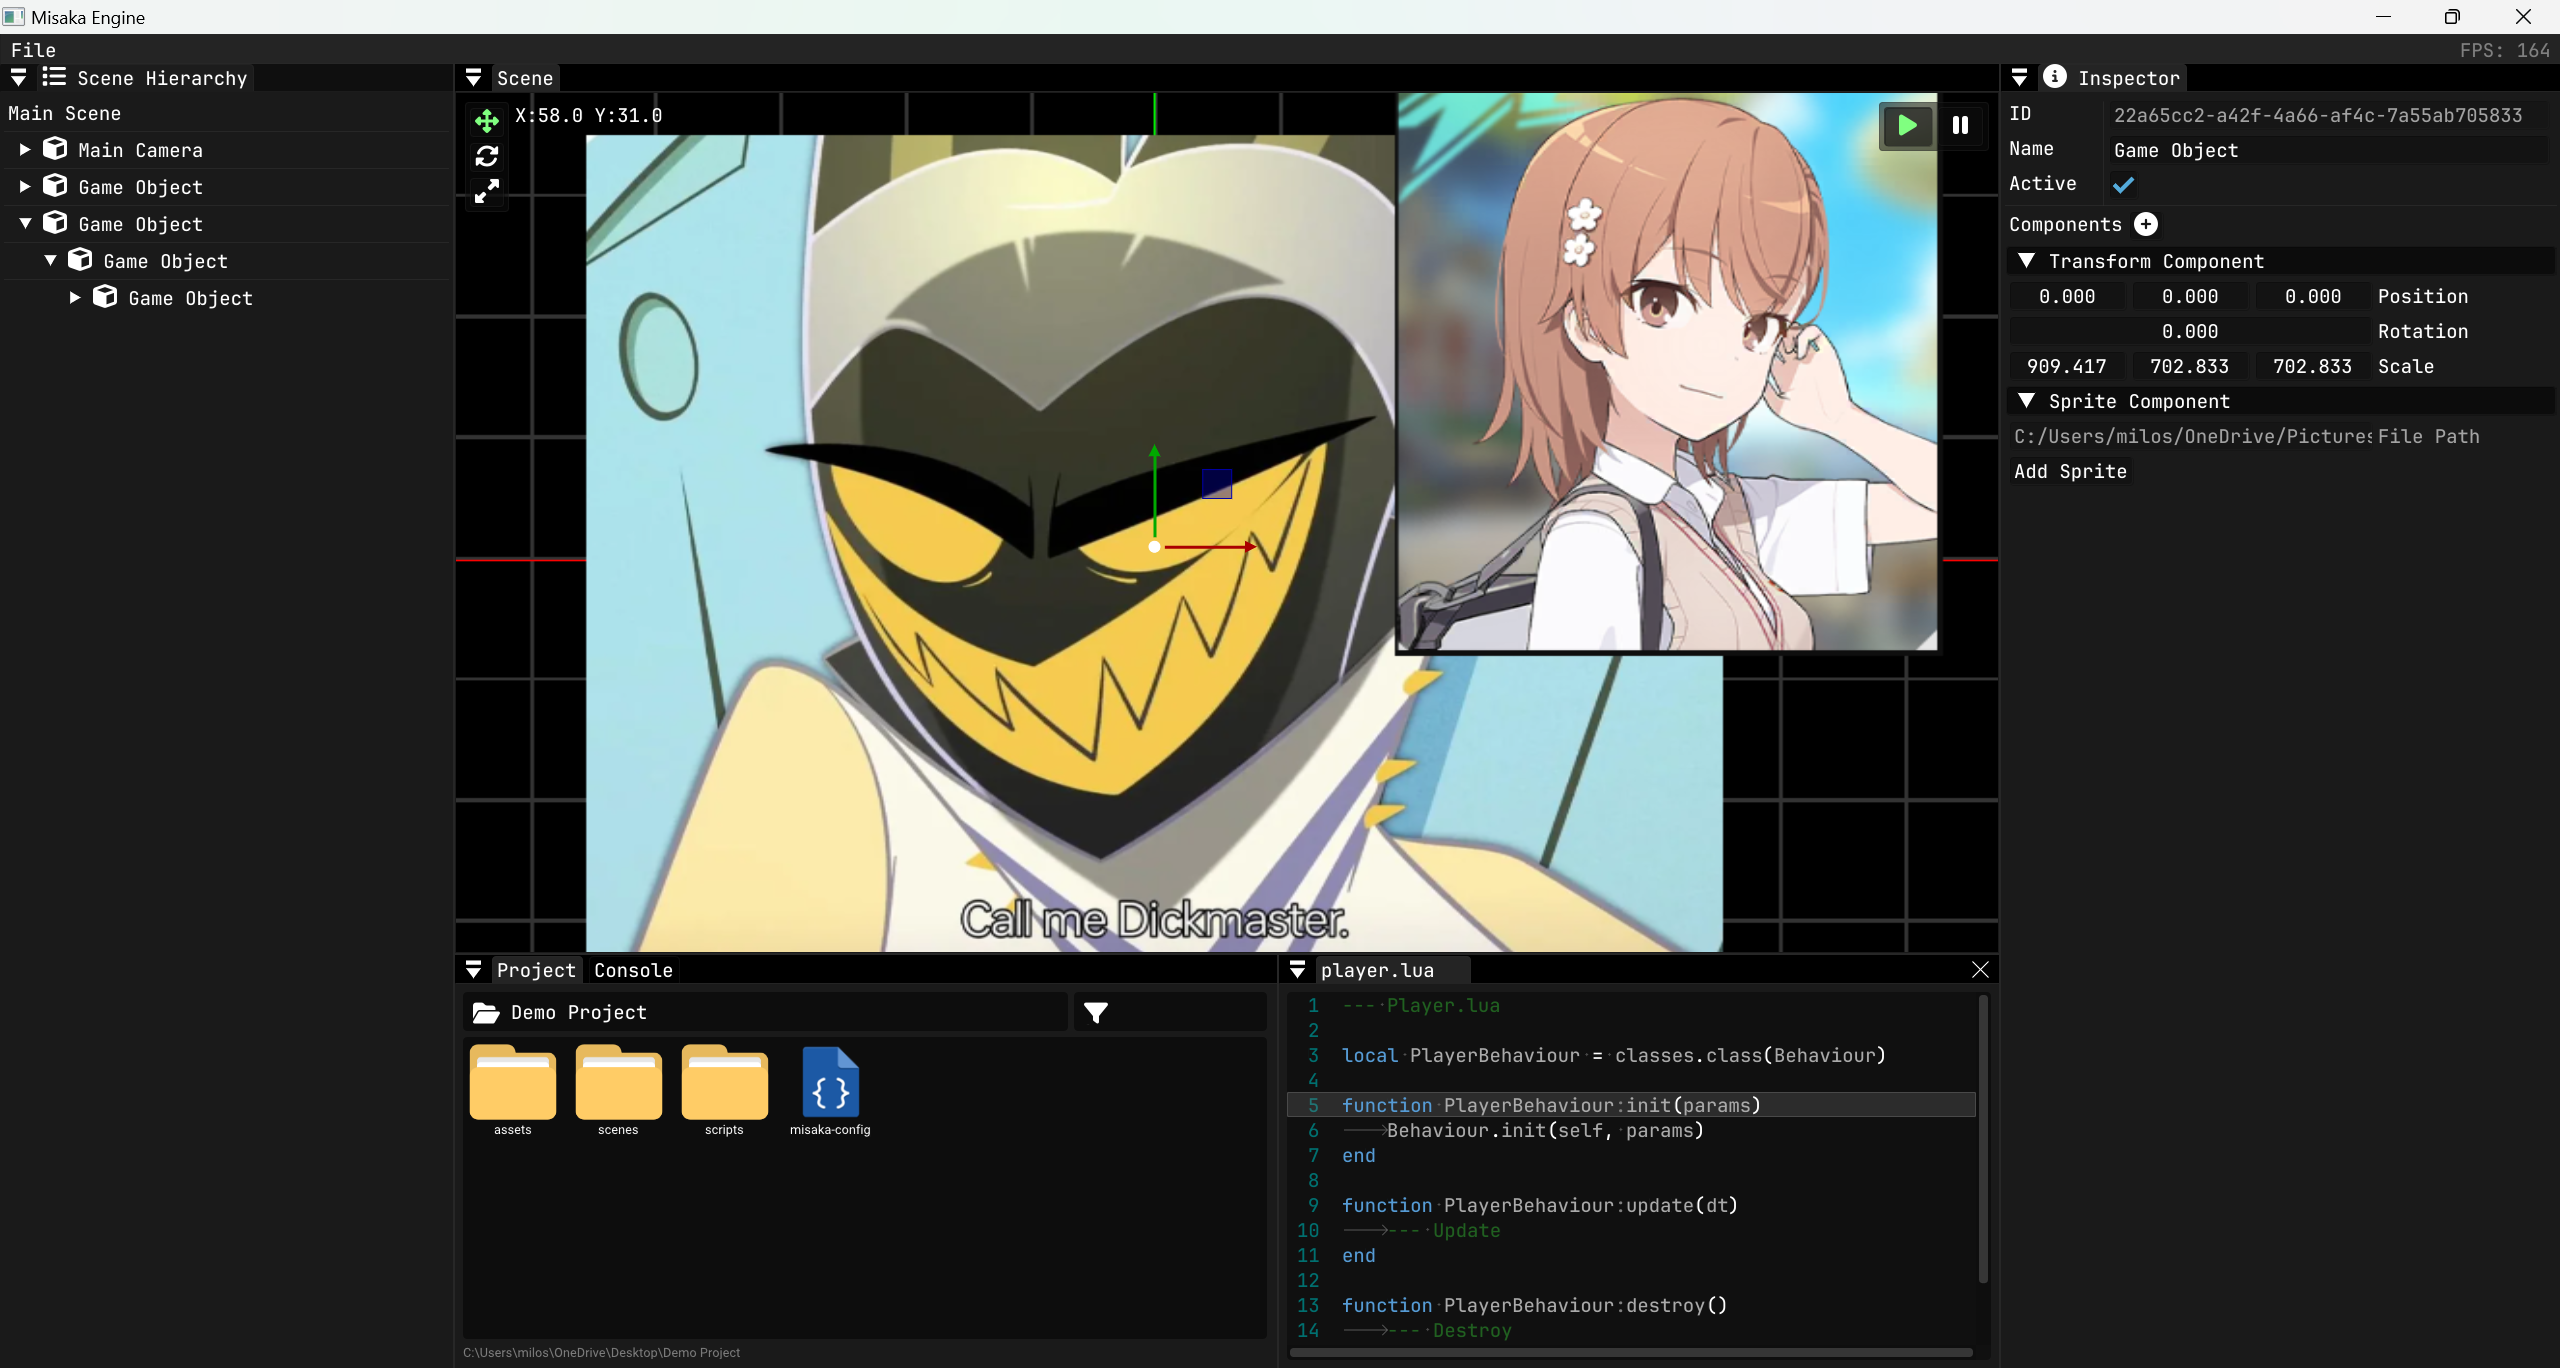 Misaka Engine
File
FPS: 164
Scene Hierarchy
Main Scene
Main Camera
Game Object
Game Object
Game Object
Game Object
Scene
X:58.0 Y:31.0
Call me Dickmaster.
Inspector
ID 22a65cc2-a42f-4a66-af4c-7a55ab705833
Name Game Object
Active
Components
Transform Component
0.000 0.000 0.000 Position
0.000 Rotation
909.417 702.833 702.833 Scale
Sprite Component
C:/Users/milos/OneDrive/Pictures File Path
Add Sprite
Project Console
Demo Project
assets scenes scripts misaka-config
C:\Users\milos\OneDrive\Desktop\Demo Project
player.lua
1 --- Player.lua
2
3 local PlayerBehaviour = classes.class(Behaviour)
4
5 function PlayerBehaviour:init(params)
6 Behaviour.init(self, params)
7 end
8
9 function PlayerBehaviour:update(dt)
10 --- Update
11 end
12
13 function PlayerBehaviour:destroy()
14 --- Destroy